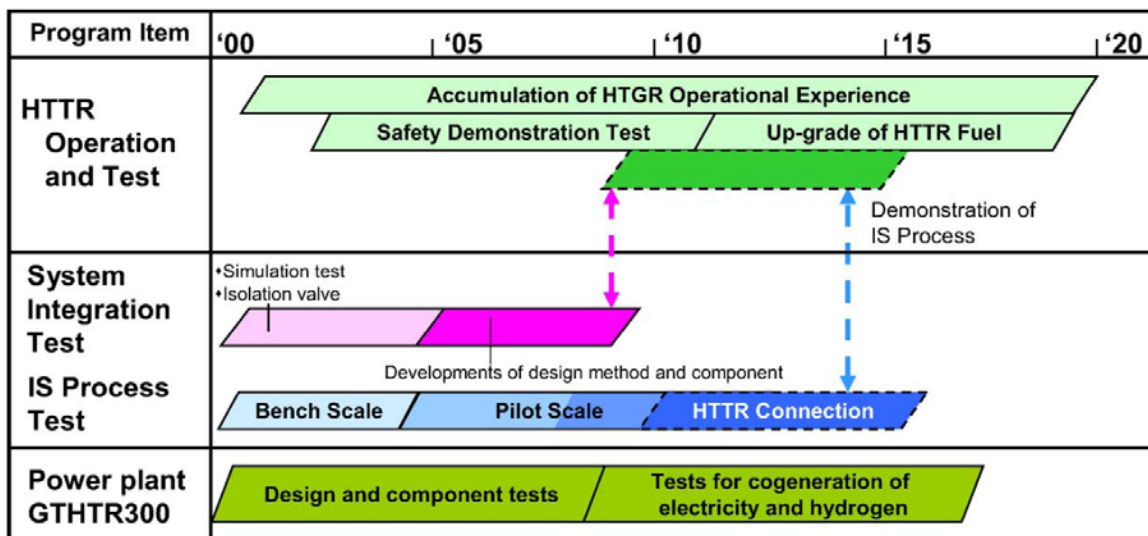 Program Item
‘00 ‘05 ‘10 ‘15 ‘20
HTTR
Operation
and Test
Accumulation of HTGR Operational Experience
Safety Demonstration Test
Up-grade of HTTR Fuel
Demonstration of
IS Process
System
Integration
Test
•Simulation test
•Isolation valve
Developments of design method and component
IS Process
Test
Bench Scale
Pilot Scale
HTTR Connection
Power plant
GTHTR300
Design and component tests
Tests for cogeneration of
electricity and hydrogen